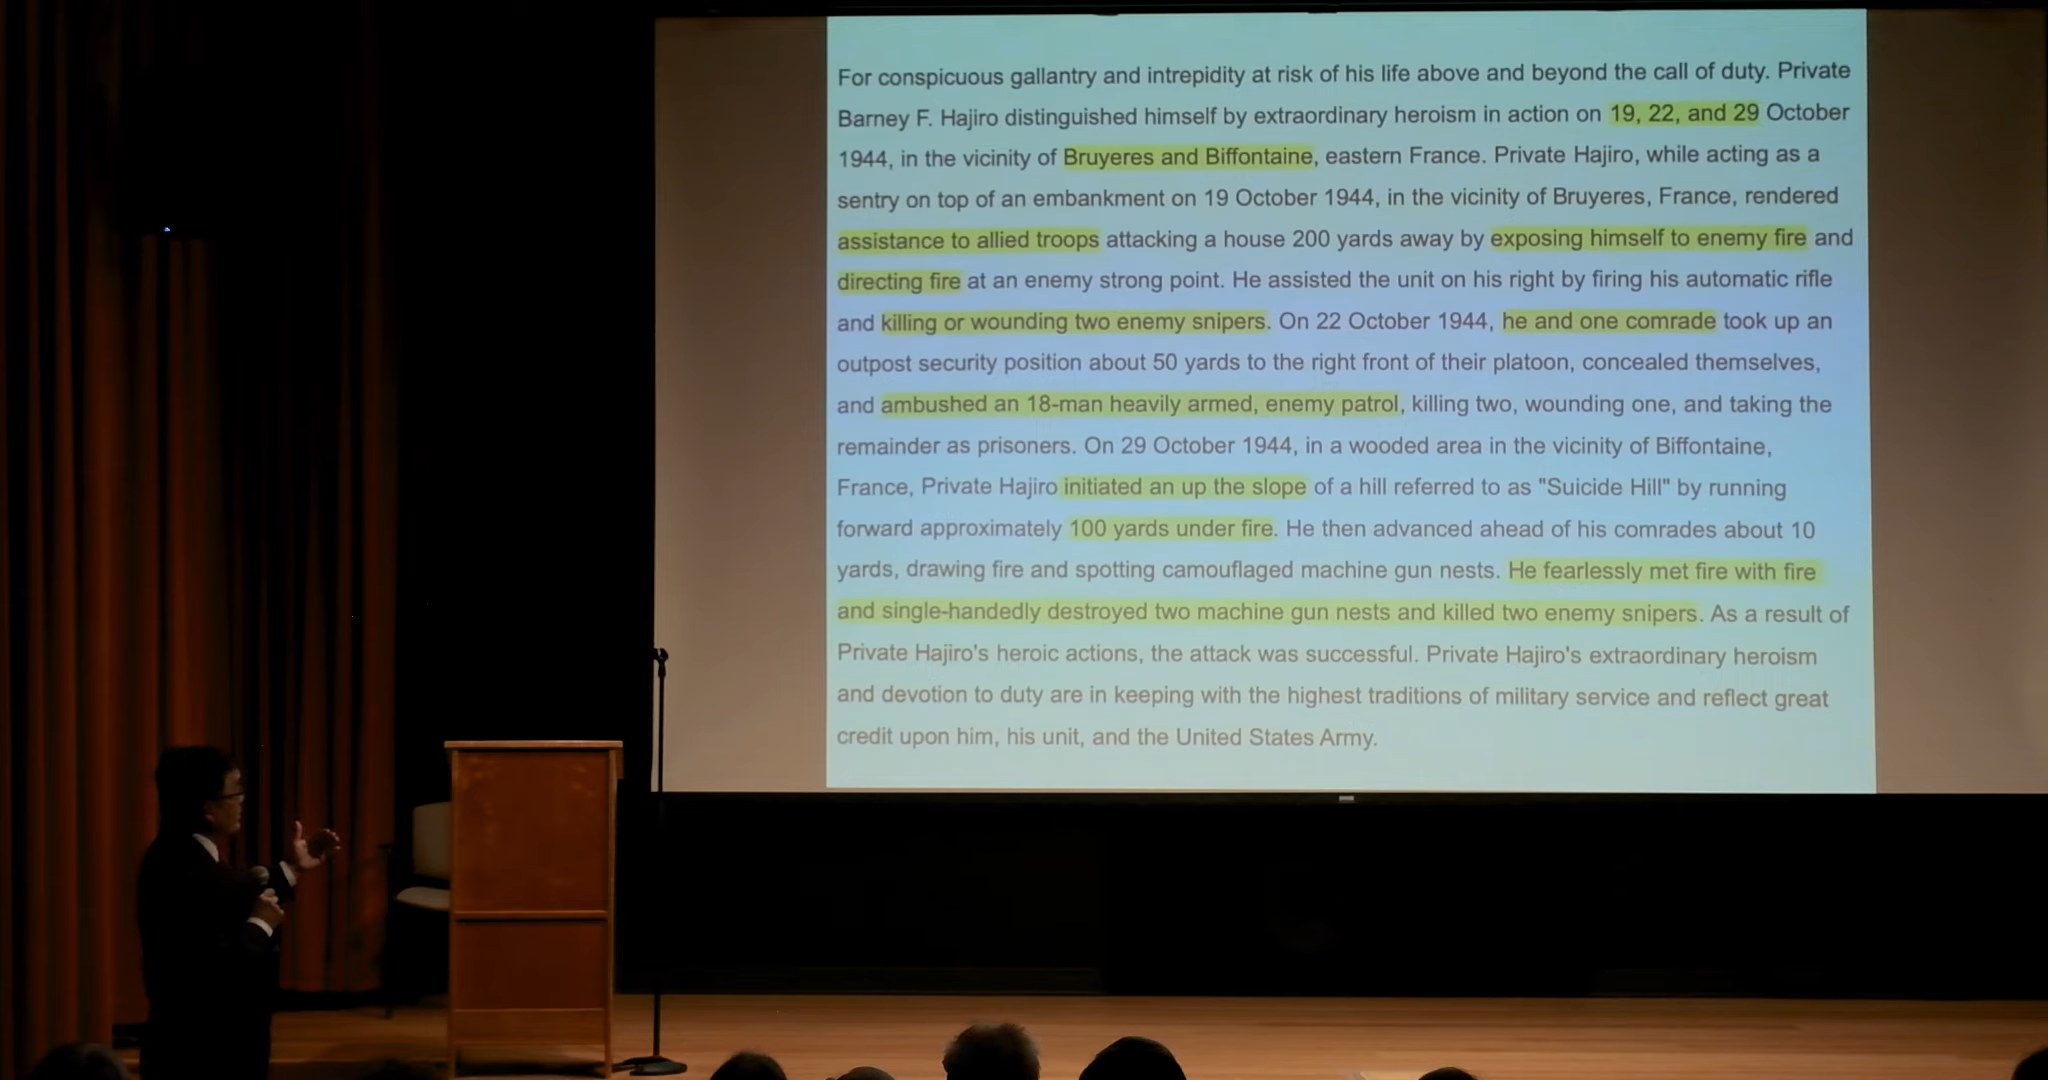 For conspicuous gallantry and intrepidity at risk of his life above and beyond the call of duty. Private
Barney F. Hajiro distinguished himself by extraordinary heroism in action on 19, 22, and 29 October
1944, in the vicinity of Bruyeres and Biffontaine, eastern France. Private Hajiro, while acting as a
sentry on top of an embankment on 19 October 1944, in the vicinity of Bruyeres, France, rendered
assistance to allied troops attacking a house 200 yards away by exposing himself to enemy fire and
directing fire at an enemy strong point. He assisted the unit on his right by firing his automatic rifle
and killing or wounding two enemy snipers. On 22 October 1944, he and one comrade took up an
outpost security position about 50 yards to the right front of their platoon, concealed themselves,
and ambushed an 18-man heavily armed, enemy patrol, killing two, wounding one, and taking the
remainder as prisoners. On 29 October 1944, in a wooded area in the vicinity of Biffontaine,
France, Private Hajiro initiated an up the slope of a hill referred to as "Suicide Hill" by running
forward approximately 100 yards under fire. He then advanced ahead of his comrades about 10
yards, drawing fire and spotting camouflaged machine gun nests. He fearlessly met fire with fire
and single-handedly destroyed two machine gun nests and killed two enemy snipers. As a result of
Private Hajiro's heroic actions, the attack was successful. Private Hajiro's extraordinary heroism
and devotion to duty are in keeping with the highest traditions of military service and reflect great
credit upon him, his unit, and the United States Army.